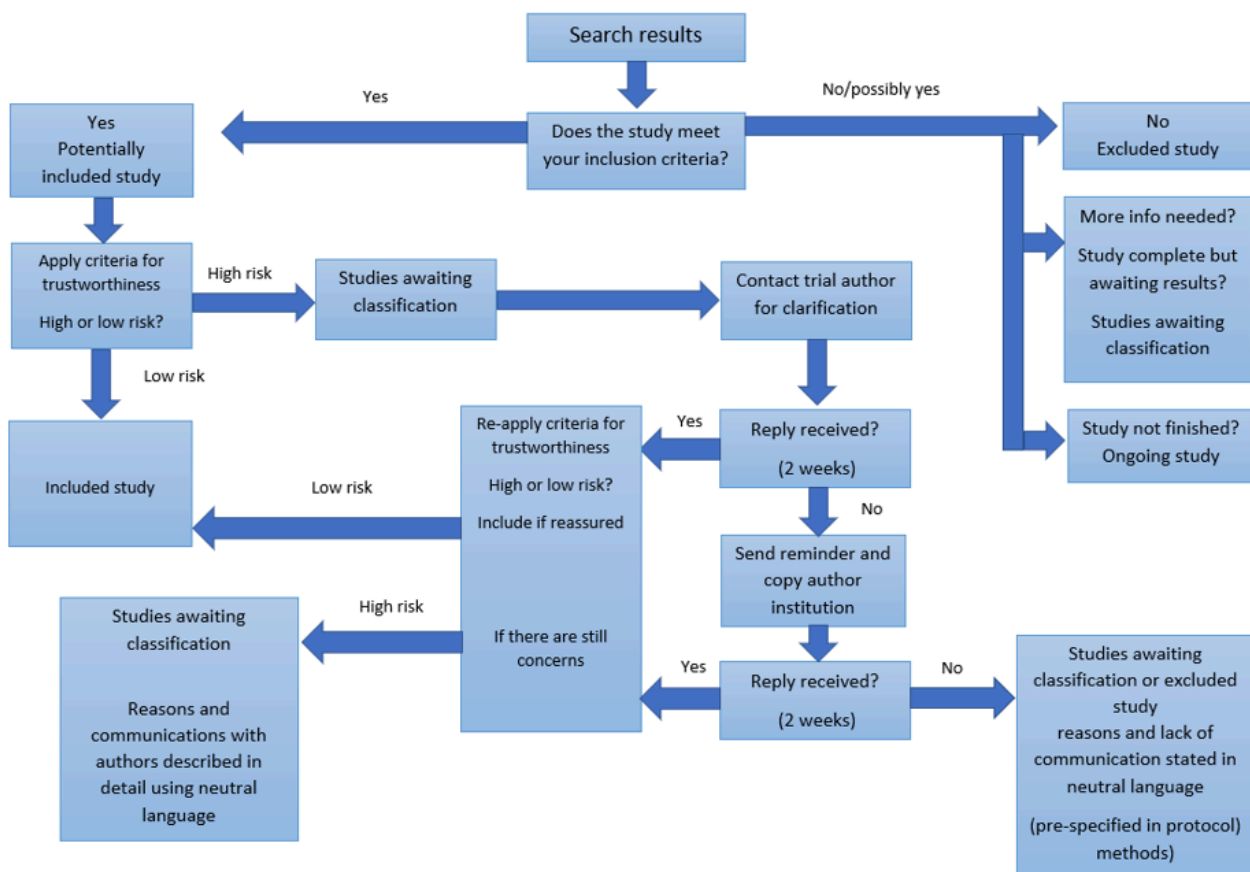 Search results
Yes
No/possibly yes
Does the study meet
your inclusion criteria?
Yes
Potentially
included study
No
Excluded study
More info needed?
Study complete but
awaiting results?
Studies awaiting
classification
Study not finished?
Ongoing study
Apply criteria for
trustworthiness
High or low risk?
High risk
Studies awaiting
classification
Contact trial author
for clarification
Low risk
Included study
Reply received?
(2 weeks)
Yes
No
Re-apply criteria for
trustworthiness
High or low risk?
Include if reassured
If there are still
concerns
Low risk
High risk
Send reminder and
copy author
institution
Reply received?
(2 weeks)
Yes
No
Studies awaiting
classification
Reasons and
communications with
authors described in
detail using neutral
language
Studies awaiting
classification or excluded
study
reasons and lack of
communication stated in
neutral language
(pre-specified in protocol)
methods)